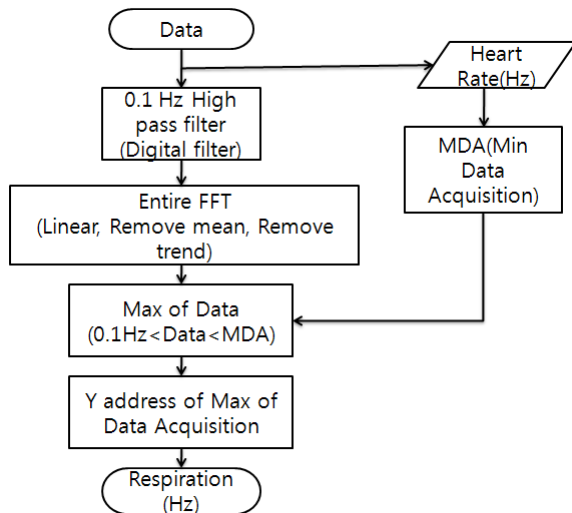 Data
Heart
Rate(Hz)
0.1 Hz High
pass filter
(Digital filter)
MDA(Min
Data
Acquisition)
Entire FFT
(Linear, Remove mean, Remove
trend)
Max of Data
(0.1Hz<Data<MDA)
Y address of Max of
Data Acquisition
Respiration
(Hz)